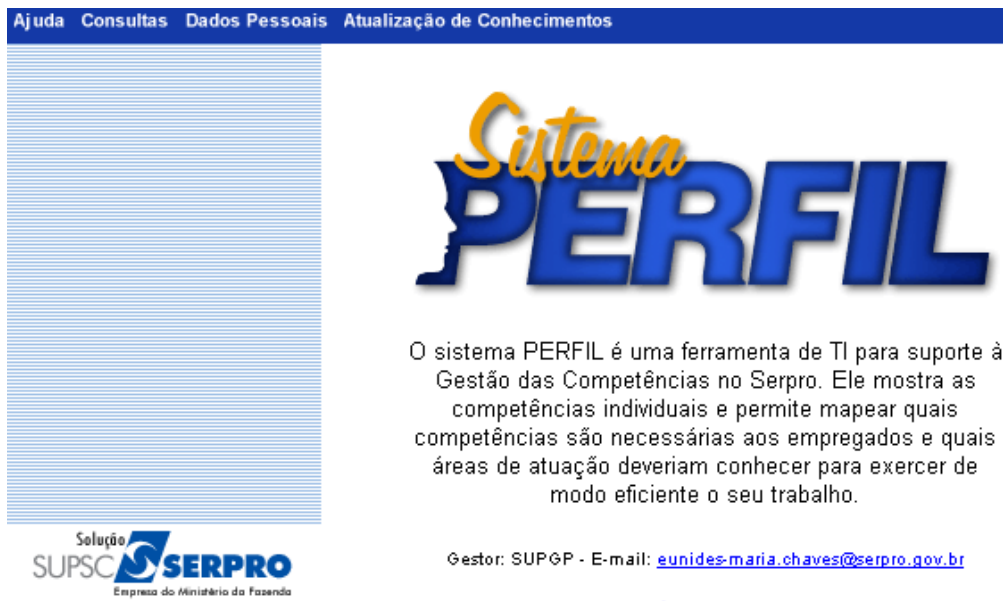 Ajuda Consultas Dados Pessoais Atualização de Conhecimentos
Sistema
PERFIL
O sistema PERFIL é uma ferramenta de TI para suporte à
Gestão das Competências no Serpro. Ele mostra as
competências individuais e permite mapear quais
competências são necessárias aos empregados e quais
áreas de atuação deveriam conhecer para exercer de
modo eficiente o seu trabalho.
Solução
SUPSC SERPRO
Empresa do Ministério da Fazenda
Gestor: SUPGP - E-mail: eunides-maria.chaves@serpro.gov.br